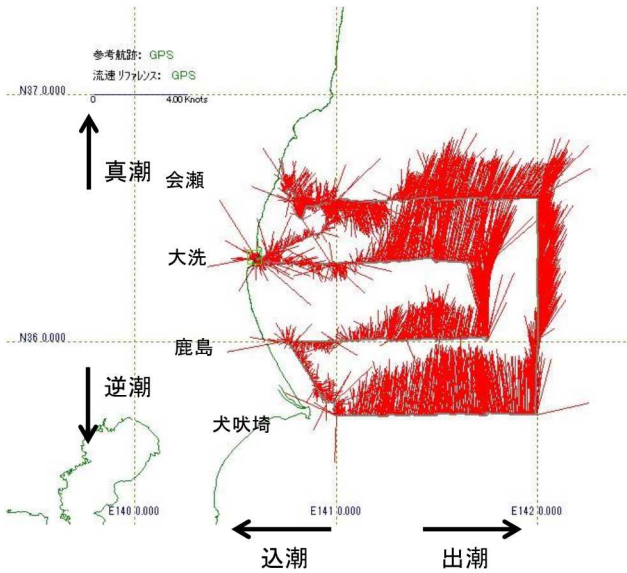 参考航跡: GPS
流速リファレンス: GPS
N37 0.000
0 4.00 Knots
真潮
会瀬
大洗
N36 0.000
鹿島
逆潮
犬吠埼
E140 0.000
E141 0.000
E142 0.000
込潮
出潮